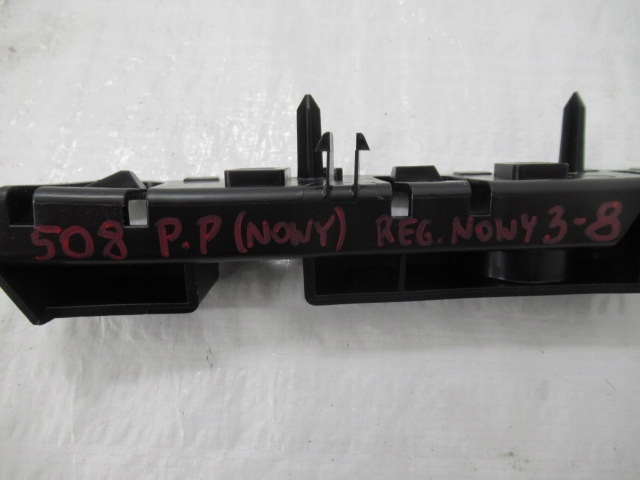 508 P.P (NOWY) REG. NOWY 3-8